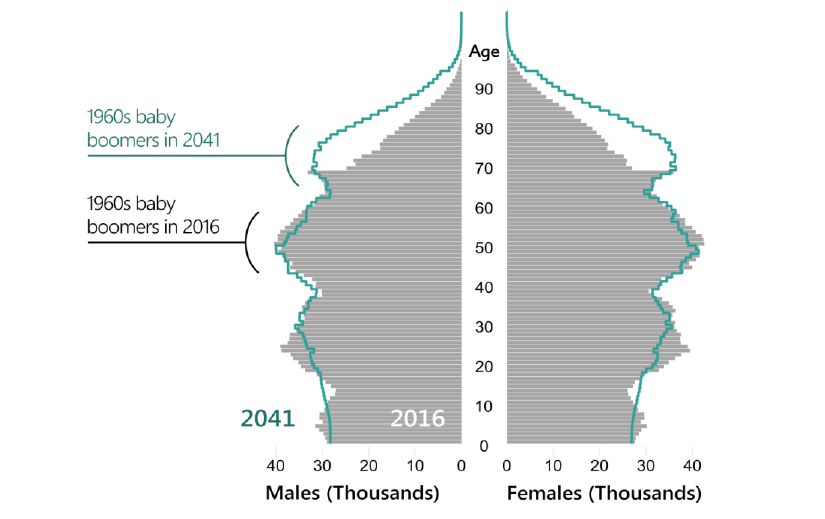 Age
90
1960s baby
boomers in 2041
80
70
1960s baby
boomers in 2016
60
50
40
30
20
2041
2016
10
0
40 30 20 10 0
0 10 20 30 40
Males (Thousands)
Females (Thousands)